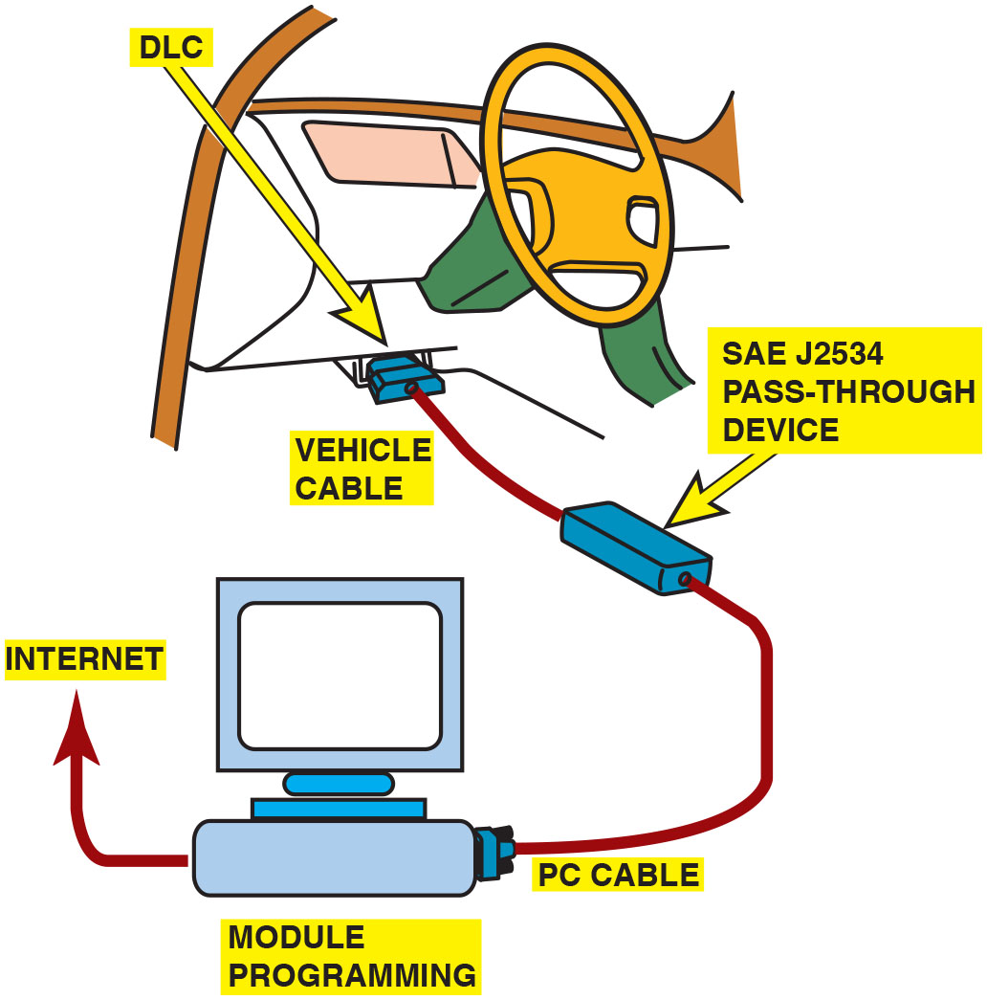 DLC
SAE J2534
PASS-THROUGH
DEVICE
VEHICLE
CABLE
INTERNET
PC CABLE
MODULE
PROGRAMMING